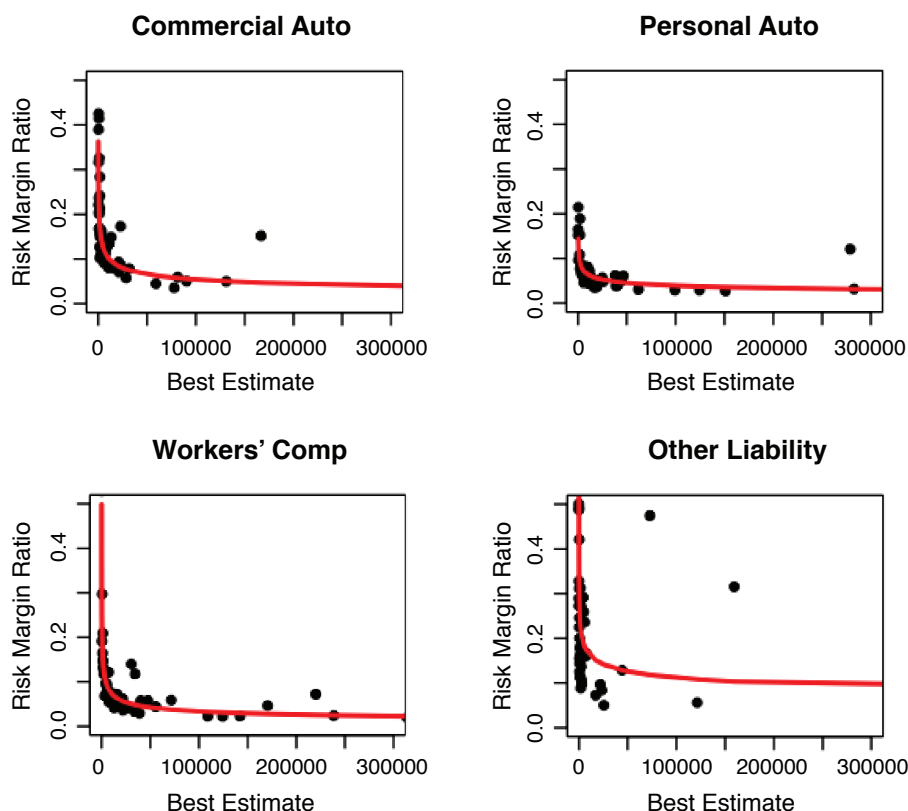 Commercial Auto
Personal Auto
Risk Margin Ratio
0.0 0.2 0.4
0 100000 200000 300000
Best Estimate
Risk Margin Ratio
0.0 0.2 0.4
0 100000 200000 300000
Best Estimate
Workers’ Comp
Other Liability
Risk Margin Ratio
0.0 0.2 0.4
0 100000 200000 300000
Best Estimate
Risk Margin Ratio
0.0 0.2 0.4
0 100000 200000 300000
Best Estimate